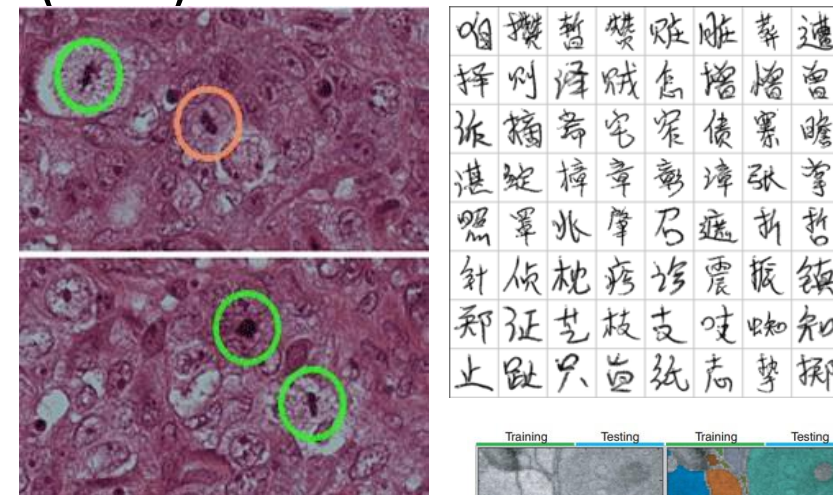 咱 攒 暂 赞 赃 脏 葬 遭
择 则 泽 贼 怎 增 憎 曾
诈 摘 斋 宅 窄 债 寨 瞻
湛 绽 樟 章 彰 漳 张 掌
照 罩 兆 肇 召 遮 折 哲
针 侦 枕 疹 诊 震 振 镇
郑 证 芝 枝 支 吱 蜘 知
止 趾 只 旨 纸 志 挚 掷
Training Testing Training Testing